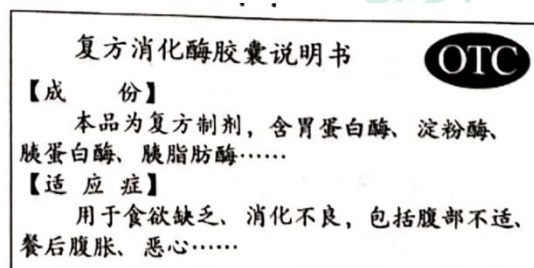 复方消化酶胶囊说明书
OTC
【成 份】
本品为复方制剂，含胃蛋白酶、淀粉酶、
胰蛋白酶、胰脂肪酶……
【适 应 症】
用于食欲缺乏、消化不良，包括腹部不适、
餐后腹胀、恶心……